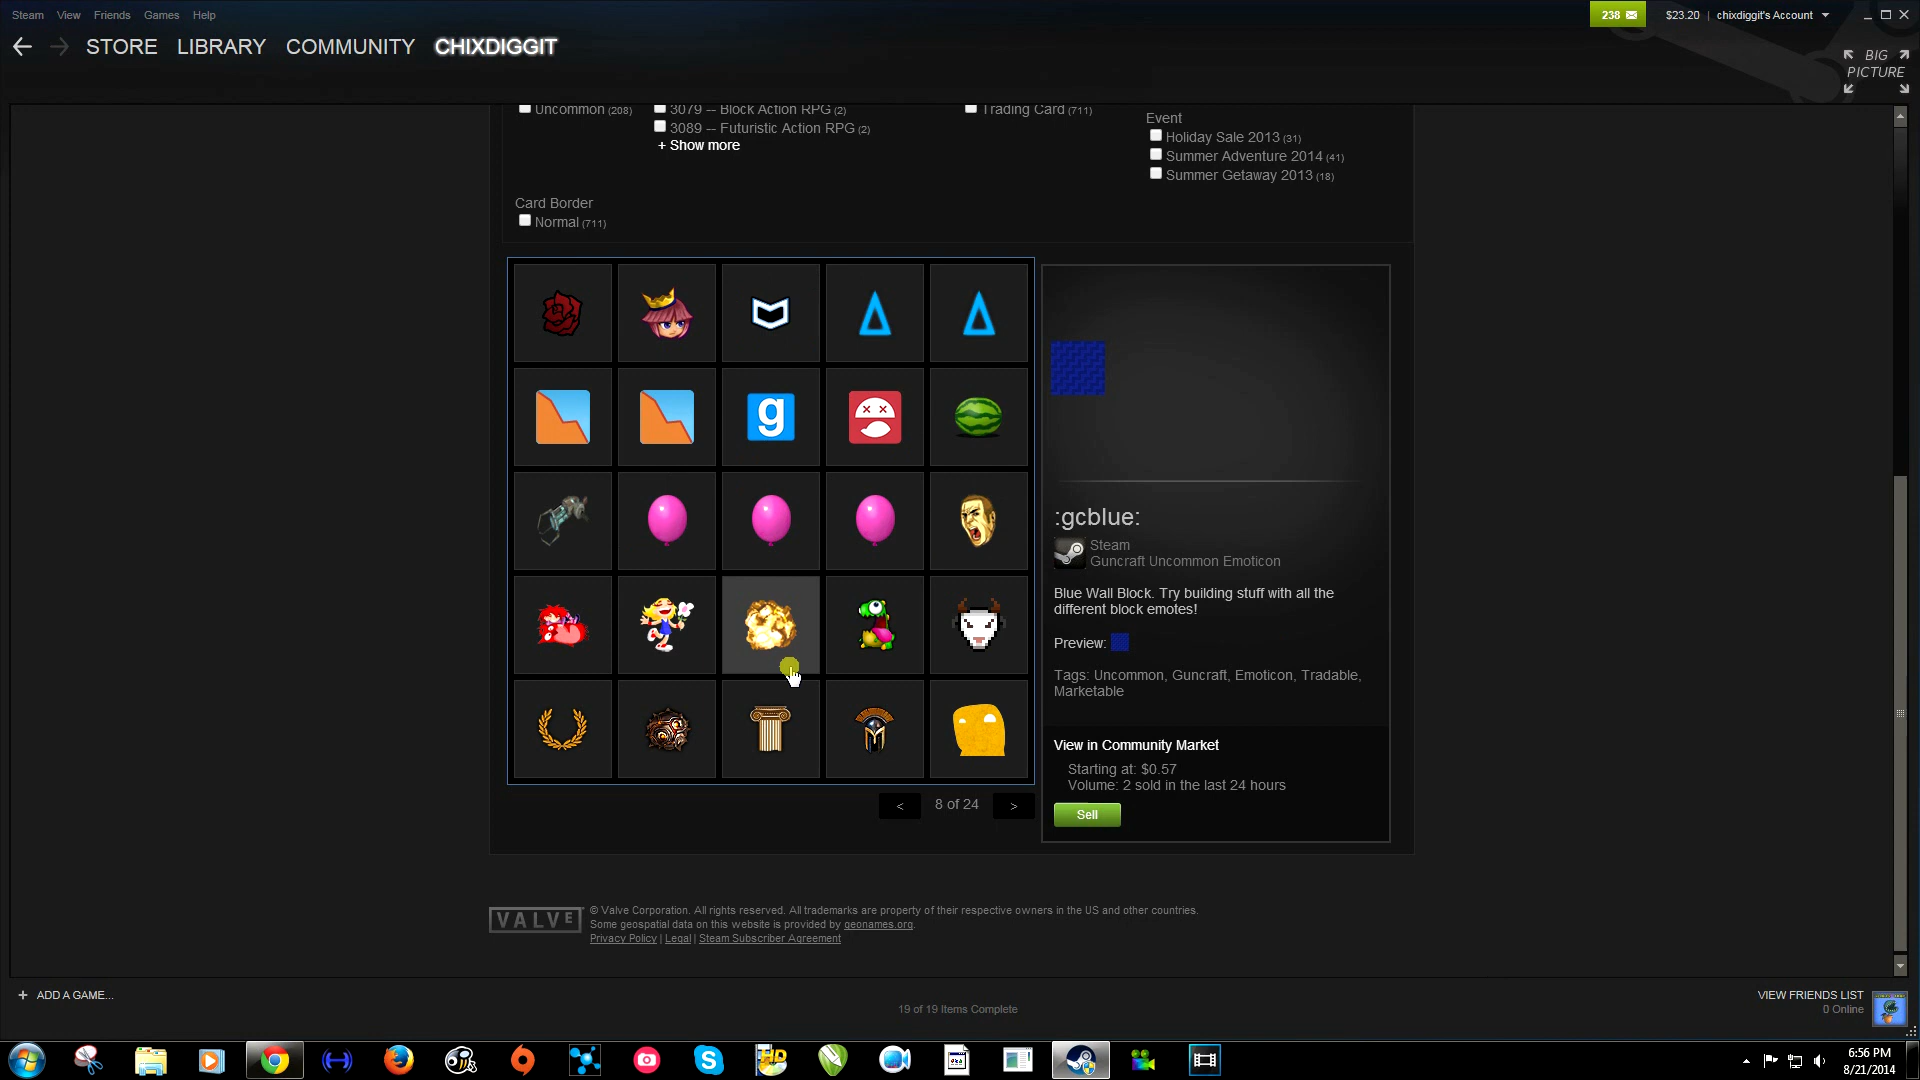 Steam View Friends Games Help
238 $23.20 | chixdiggit's Account
STORE LIBRARY COMMUNITY CHIXDIGGIT
BIG
PICTURE
Uncommon (208)
3079 -- Block Action RPG (2)
3089 -- Futuristic Action RPG (2)
+ Show more
Trading Card (711)
Event
Holiday Sale 2013 (31)
Summer Adventure 2014 (41)
Summer Getaway 2013 (18)
Card Border
Normal (711)
g
:gcblue:
Steam
Guncraft Uncommon Emoticon
Blue Wall Block. Try building stuff with all the
different block emotes!
Preview:
Tags: Uncommon, Guncraft, Emoticon, Tradable,
Marketable
View in Community Market
Starting at: $0.57
Volume: 2 sold in the last 24 hours
Sell
< 8 of 24 >
VALVE
© Valve Corporation. All rights reserved. All trademarks are property of their respective owners in the US and other countries.
Some geospatial data on this website is provided by geonames.org.
Privacy Policy | Legal | Steam Subscriber Agreement
+ ADD A GAME...
19 of 19 Items Complete
VIEW FRIENDS LIST
0 Online
HD
6:56 PM
8/21/2014